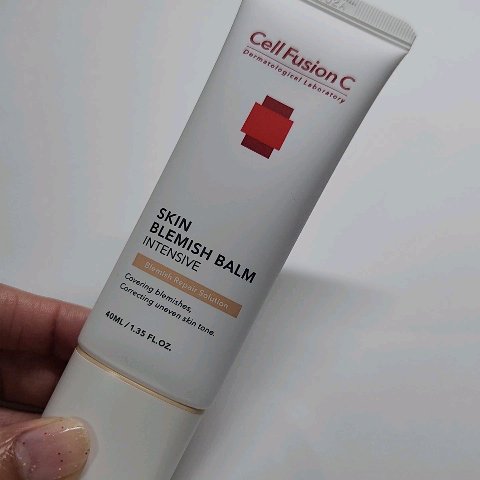 Cell Fusion C
Dermatological Laboratory
SKIN
BLEMISH BALM
INTENSIVE
Blemish Repair Solution
Covering blemishes,
Correcting uneven skin tone.
40ML / 1.35 FL.OZ.